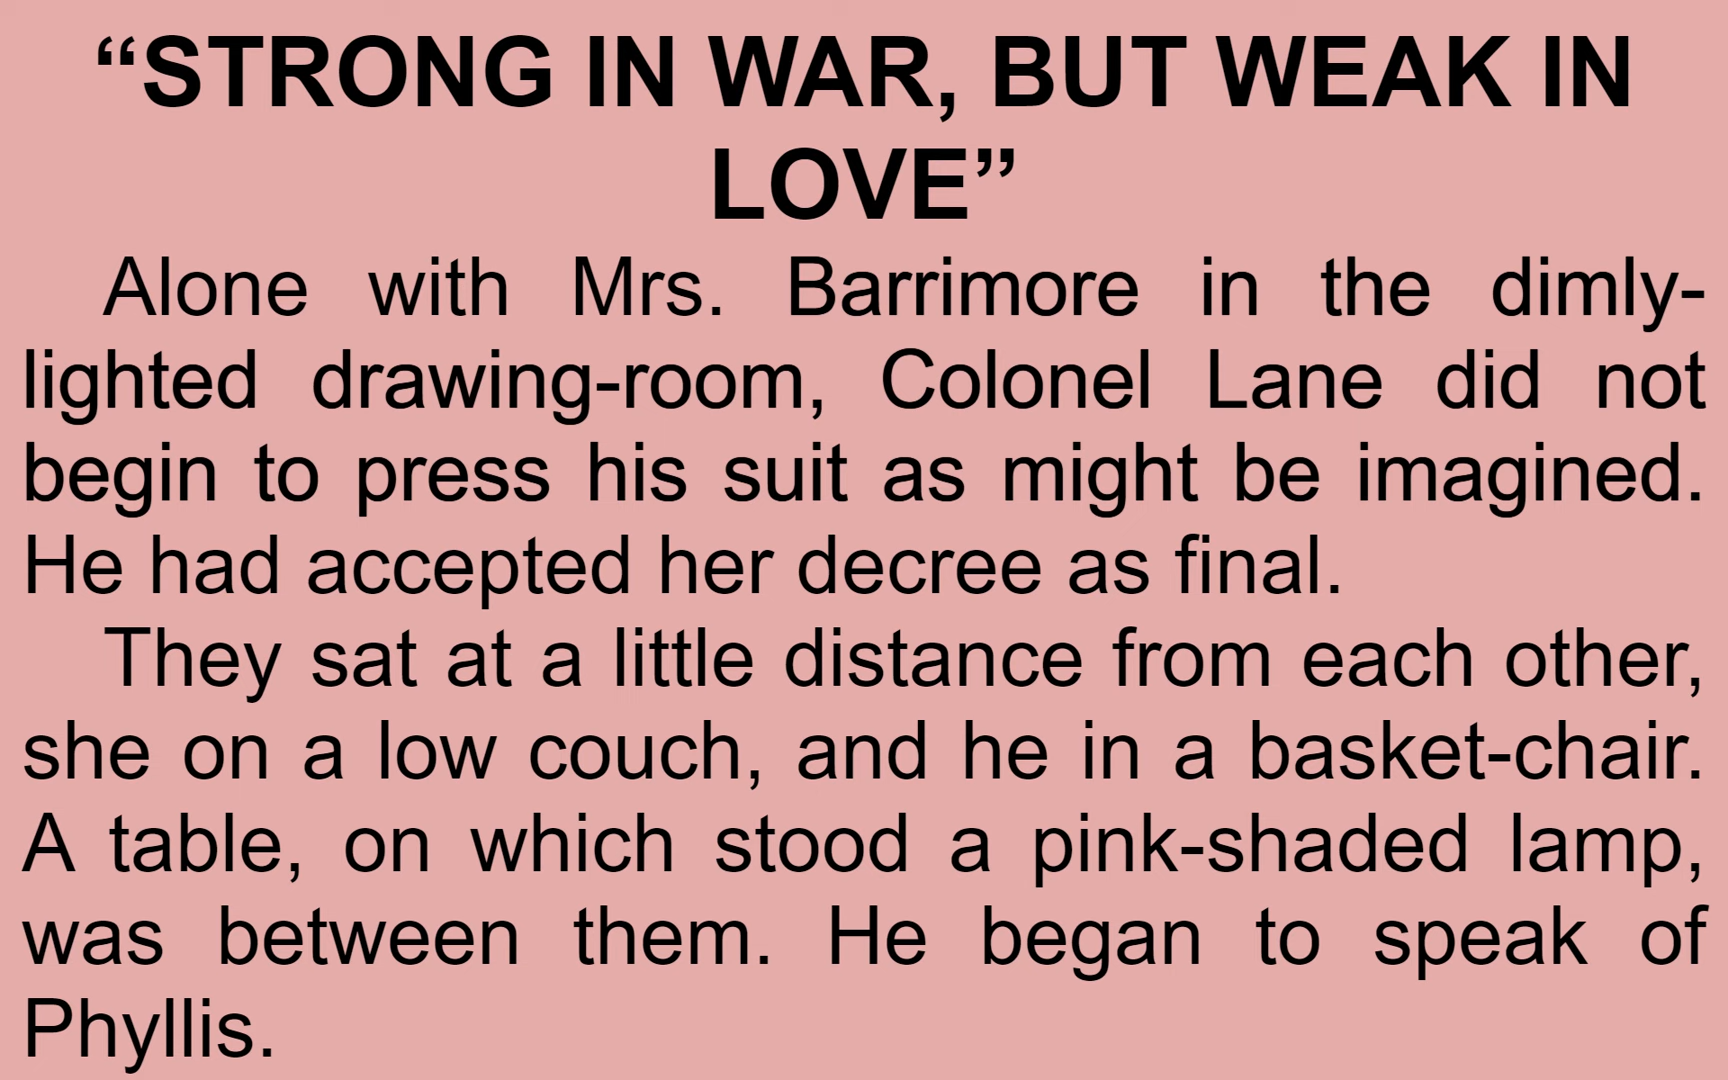 “STRONG IN WAR, BUT WEAK IN
LOVE”
Alone with Mrs. Barrimore in the dimly-
lighted drawing-room, Colonel Lane did not
begin to press his suit as might be imagined.
He had accepted her decree as final.
They sat at a little distance from each other,
she on a low couch, and he in a basket-chair.
A table, on which stood a pink-shaded lamp,
was between them. He began to speak of
Phyllis.